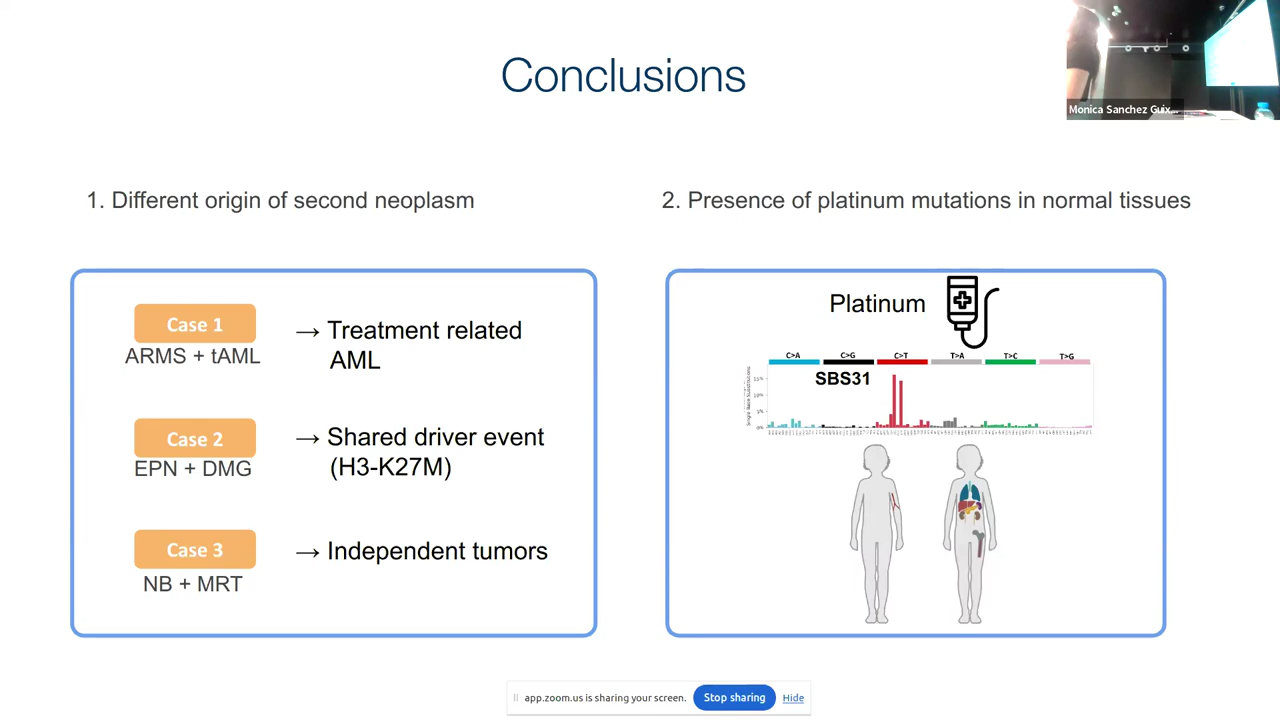 Conclusions
Monica Sanchez Guix...
1. Different origin of second neoplasm
2. Presence of platinum mutations in normal tissues
Case 1
ARMS + tAML
→ Treatment related
AML
Case 2
EPN + DMG
→ Shared driver event
(H3-K27M)
Case 3
NB + MRT
→ Independent tumors
Platinum
C>A C>G C>T T>A T>C T>G
SBS31
app.zoom.us is sharing your screen. Stop sharing Hide